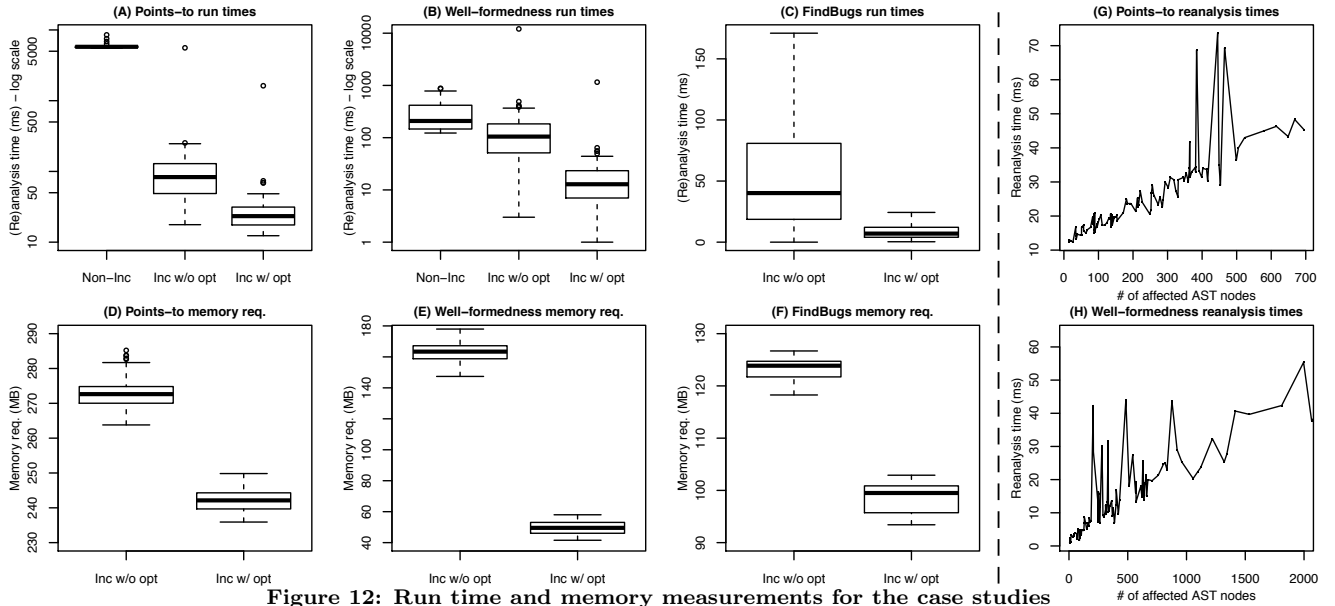 (A) Points−to run times
(Re)analysis time (ms) − log scale
5000
500
50
10
Non−Inc
Inc w/o opt
Inc w/ opt
(B) Well−formedness run times
(Re)analysis time (ms) − log scale
10000
1000
100
10
1
Non−Inc
Inc w/o opt
Inc w/ opt
(C) FindBugs run times
(Re)analysis time (ms)
150
100
50
0
Inc w/o opt
Inc w/ opt
(G) Points−to reanalysis times
Reanalysis time (ms)
70
60
50
40
30
20
10
0
100
200
300
400
500
600
700
# of affected AST nodes
(D) Points−to memory req.
Memory req. (MB)
290
280
270
260
250
240
230
Inc w/o opt
Inc w/ opt
(E) Well−formedness memory req.
Memory req. (MB)
180
160
140
120
100
80
60
40
Inc w/o opt
Inc w/ opt
(F) FindBugs memory req.
Memory req. (MB)
130
120
110
100
90
Inc w/o opt
Inc w/ opt
(H) Well−formedness reanalysis times
Reanalysis time (ms)
60
50
40
30
20
10
0
0
500
1000
1500
2000
# of affected AST nodes
Figure 12: Run time and memory measurements for the case studies